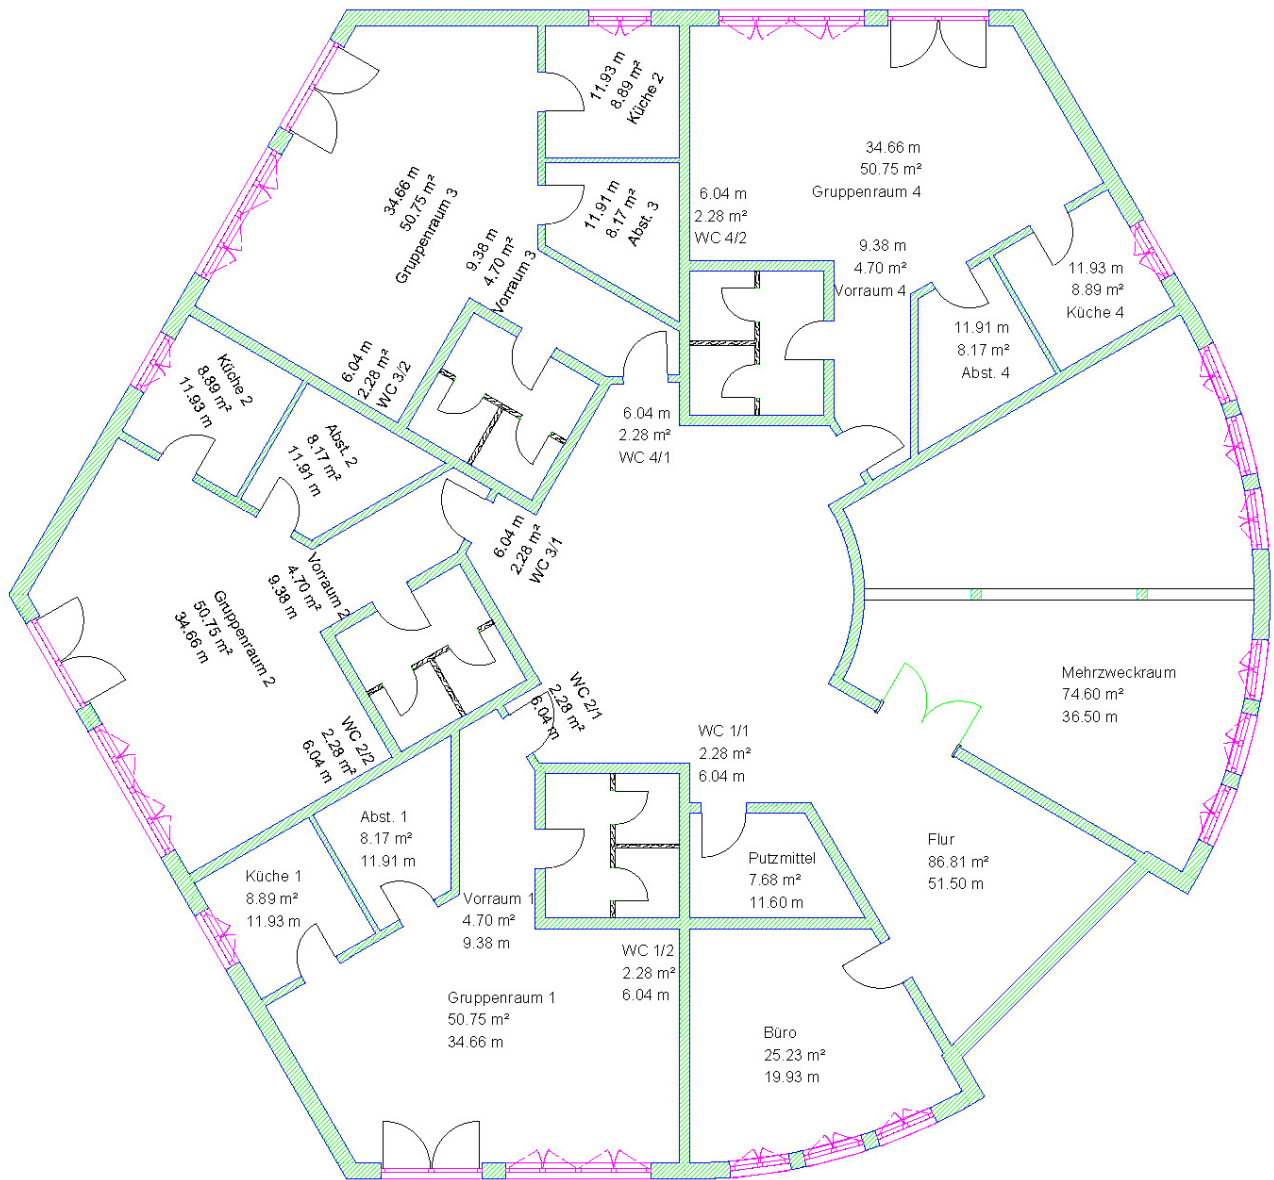 11.93 m
8.89 m²
Küche 2
34.66 m
50.75 m²
Gruppenraum 4
6.04 m
2.28 m²
WC 4/2
34.66 m
50.75 m²
Gruppenraum 3
11.91 m
8.17 m²
Abst. 3
9.38 m
4.70 m²
Vorraum 3
9.38 m
4.70 m²
Vorraum 4
11.93 m
8.89 m²
Küche 4
11.91 m
8.17 m²
Abst. 4
6.04 m
2.28 m²
WC 3/2
Küche 2
8.89 m²
11.93 m
6.04 m
2.28 m²
WC 4/1
Abst. 2
8.17 m²
11.91 m
6.04 m
2.28 m²
WC 3/1
Vorraum 2
4.70 m²
9.38 m
Gruppenraum 2
50.75 m²
34.66 m
Mehrzweckraum
74.60 m²
36.50 m
WC 2/1
2.28 m²
6.04 m
WC 2/2
2.28 m²
6.04 m
WC 1/1
2.28 m²
6.04 m
Abst. 1
8.17 m²
11.91 m
Flur
86.81 m²
51.50 m
Putzmittel
7.68 m²
11.60 m
Küche 1
8.89 m²
11.93 m
Vorraum 1
4.70 m²
9.38 m
WC 1/2
2.28 m²
6.04 m
Gruppenraum 1
50.75 m²
34.66 m
Büro
25.23 m²
19.93 m